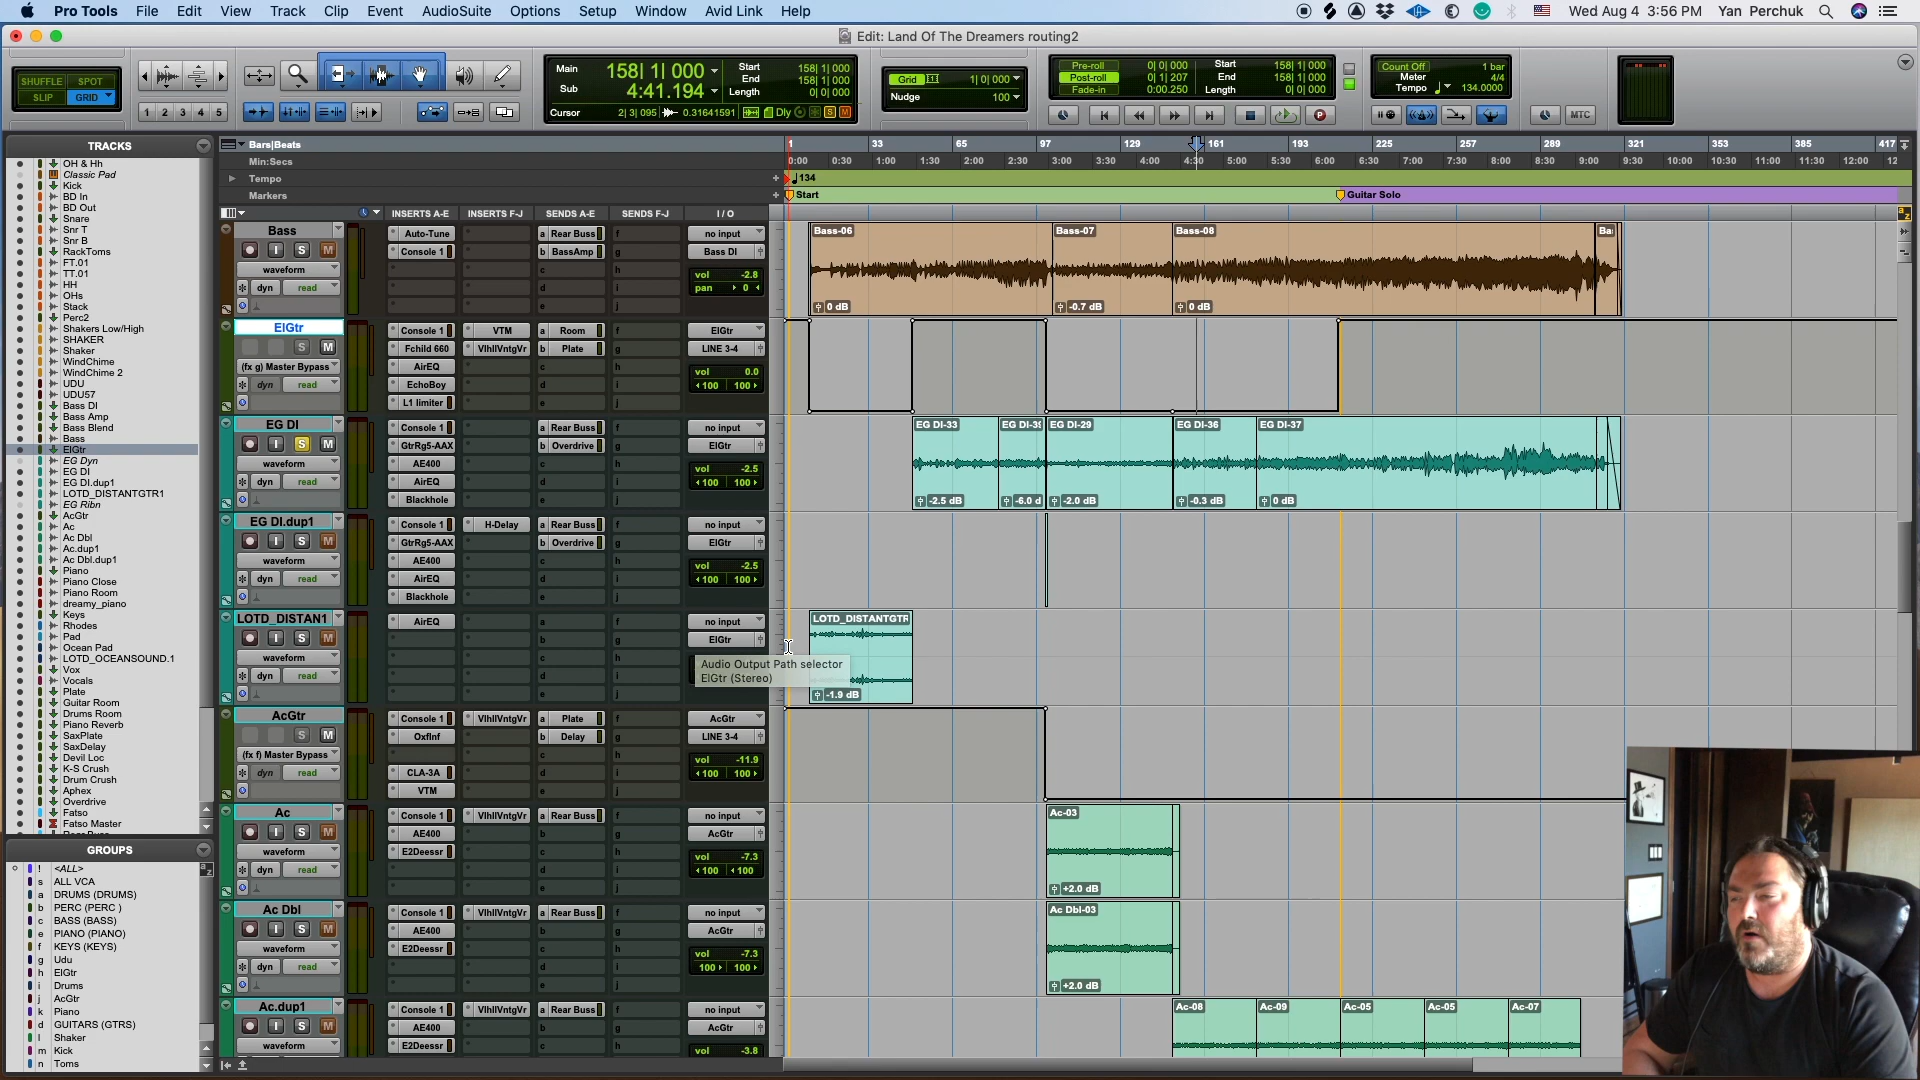 Pro Tools File Edit View Track Clip Event AudioSuite Options Setup Window Avid Link Help Wed Aug 4 3:56 PM Yan Perchuk
Edit: Land Of The Dreamers routing2
SHUFFLE SPOT
SLIP GRID
1 2 3 4 5
Main 158| 1| 000
Sub 4:41.194
Start 158| 1| 000
End 158| 1| 000
Length 0| 0| 000
Cursor 2| 3| 095 0.31641591 Dly S M
Grid 1| 0| 000
Nudge 100
Pre-roll 0| 0| 000
Post-roll 0| 1| 207
Fade-in 0:00.250
Start 158| 1| 000
End 158| 1| 000
Length 0| 0| 000
Count Off 1 bar
Meter 4/4
Tempo 134.0000
MTC
TRACKS
OH & Hh
Classic Pad
Kick
BD In
BD Out
Snare
Snr T
Snr B
RackToms
FT.01
TT.01
HH
OHs
Stack
Perc2
Shakers Low/High
SHAKER
Shaker
WindChime
WindChime 2
UDU
UDU57
Bass DI
Bass Amp
Bass Blend
Bass
ElGtr
EG Dyn
EG DI
EG DI.dup1
LOTD_DISTANTGTR1
EG Ribn
AcGtr
Ac
Ac Dbl
Ac.dup1
Ac Dbl.dup1
Piano
Piano Close
Piano Room
dreamy_piano
Keys
Rhodes
Pad
Ocean Pad
LOTD_OCEANSOUND.1
Vox
Vocals
Plate
Guitar Room
Drums Room
Piano Reverb
SaxPlate
SaxDelay
Devil Loc
K-S Crush
Drum Crush
Aphex
Overdrive
Fatso
Fatso Master
GROUPS
! <ALL>
s ALL VCA
a DRUMS (DRUMS)
b PERC (PERC )
c BASS (BASS)
e PIANO (PIANO)
f KEYS (KEYS)
g Udu
h ElGtr
i Drums
j AcGtr
k Piano
d GUITARS (GTRS)
l Shaker
m Kick
n Toms
Bars|Beats 1 33 65 97 129 161 193 225 257 289 321 353 385 417
Min:Secs 0:00 0:30 1:00 1:30 2:00 2:30 3:00 3:30 4:00 4:30 5:00 5:30 6:00 6:30 7:00 7:30 8:00 8:30 9:00 9:30 10:00 10:30 11:00 11:30 12:00 12
Tempo 134
Markers Start Guitar Solo
INSERTS A-E INSERTS F-J SENDS A-E SENDS F-J I / O
Bass
I S M
waveform
dyn read
Auto-Tune
Console 1
a Rear Buss
b BassAmp
c
d
e
f
g
h
i
j
no input
Bass DI
vol -2.8
pan 0
Bass-06 Bass-07 Bass-08 Ba
0 dB -0.7 dB 0 dB
ElGtr
S M
(fx g) Master Bypass
dyn read
Console 1
Fchild 660
AirEQ
EchoBoy
L1 limiter
VTM
VlhllVntgVr
a Room
b Plate
c
d
e
f
g
h
i
j
ElGtr
LINE 3-4
vol 0.0
100 100
EG DI
I S M
waveform
dyn read
Console 1
GtrRg5-AAX
AE400
AirEQ
Blackhole
a Rear Buss
b Overdrive
c
d
e
f
g
h
i
j
no input
ElGtr
vol -2.5
100 100
EG DI-33 EG DI-3 EG DI-29 EG DI-36 EG DI-37
-2.5 dB -6.0 d -2.0 dB -0.3 dB 0 dB
EG DI.dup1
I S M
waveform
dyn read
Console 1
GtrRg5-AAX
AE400
AirEQ
Blackhole
H-Delay
a Rear Buss
b Overdrive
c
d
e
f
g
h
i
j
no input
ElGtr
vol -2.5
100 100
LOTD_DISTAN1
I S M
waveform
dyn read
AirEQ
a
b
c
d
e
f
g
h
i
j
no input
ElGtr
Audio Output Path selector
ElGtr (Stereo)
LOTD_DISTANTGTR
-1.9 dB
AcGtr
S M
(fx f) Master Bypass
dyn read
Console 1
OxfInf
CLA-3A
VTM
VlhllVntgVr
a Plate
b Delay
c
d
e
f
g
h
i
j
AcGtr
LINE 3-4
vol -11.9
100 100
Ac
I S M
waveform
dyn read
Console 1
AE400
E2Deessr
VlhllVntgVr
a Rear Buss
b
c
d
e
f
g
h
i
j
no input
AcGtr
vol -7.3
100 100
Ac-03
+2.0 dB
Ac Dbl
I S M
waveform
dyn read
Console 1
AE400
E2Deessr
VlhllVntgVr
a Rear Buss
b
c
d
e
f
g
h
i
j
no input
AcGtr
vol -7.3
100 100
Ac Dbl-03
+2.0 dB
Ac.dup1
I S M
waveform
Console 1
AE400
E2Deessr
VlhllVntgVr
a Rear Buss
b
c
f
g
h
no input
AcGtr
vol -3.8
Ac-08 Ac-09 Ac-05 Ac-05 Ac-07